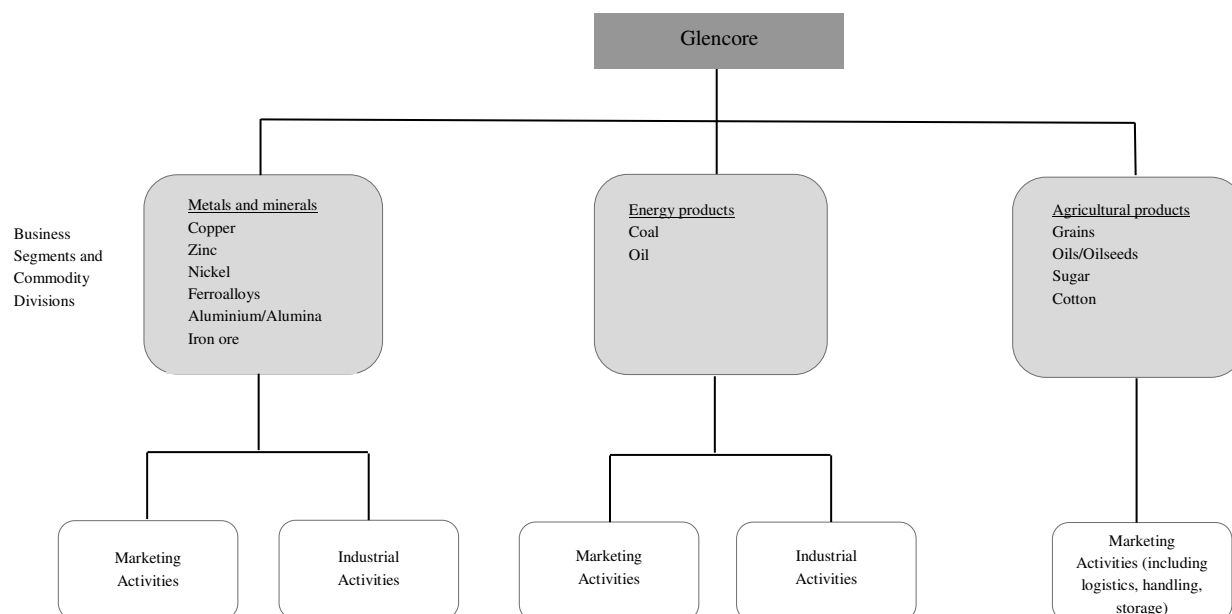 Glencore
Business
Segments and
Commodity
Divisions
Metals and minerals
Copper
Zinc
Nickel
Ferroalloys
Aluminium/Alumina
Iron ore
Energy products
Coal
Oil
Agricultural products
Grains
Oils/Oilseeds
Sugar
Cotton
Marketing
Activities
Industrial
Activities
Marketing
Activities
Industrial
Activities
Marketing
Activities (including
logistics, handling,
storage)